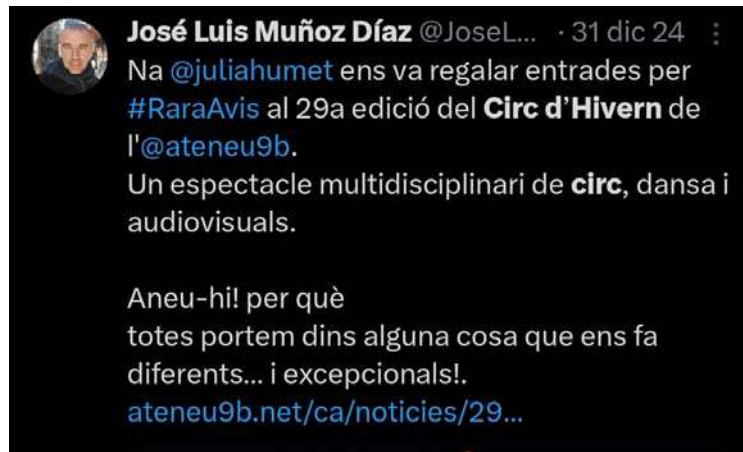 José Luis Muñoz Díaz @JoseL... · 31 dic 24
Na @juliahumet ens va regalar entrades per
#RaraAvis al 29a edició del Circ d’Hivern de
l'@ateneu9b.
Un espectacle multidisciplinari de circ, dansa i
audiovisuals.
Aneu-hi! per què
totes portem dins alguna cosa que ens fa
diferents... i excepcionals!.
ateneu9b.net/ca/noticies/29...